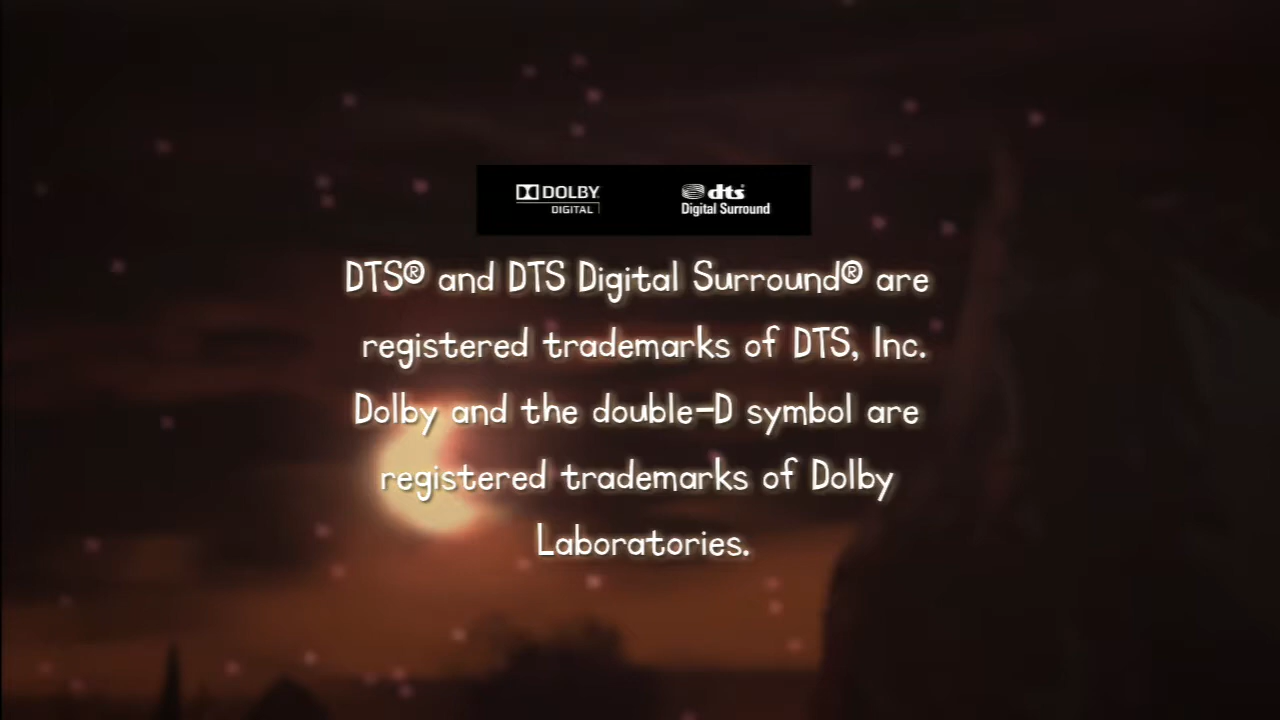 DOLBY DIGITAL
dts Digital Surround
DTS® and DTS Digital Surround® are
registered trademarks of DTS, Inc.
Dolby and the double-D symbol are
registered trademarks of Dolby
Laboratories.